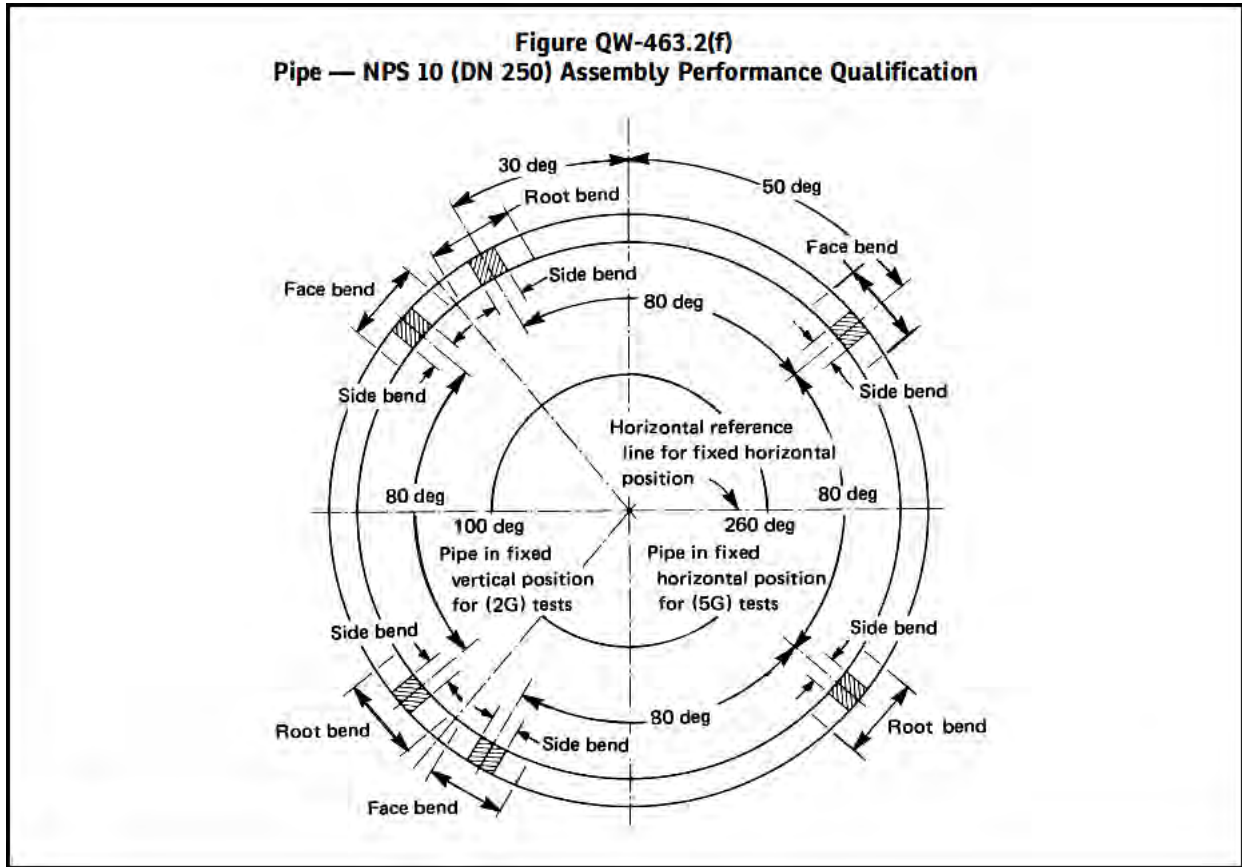 Figure QW-463.2(f)
Pipe — NPS 10 (DN 250) Assembly Performance Qualification
30 deg
Root bend
50 deg
Face bend
Face bend
Side bend
80 deg
Side bend
Side bend
Horizontal reference
line for fixed horizontal
position
80 deg
100 deg
260 deg
80 deg
Pipe in fixed
vertical position
for (2G) tests
Pipe in fixed
horizontal position
for (5G) tests
Side bend
Side bend
80 deg
Root bend
Side bend
Root bend
Face bend